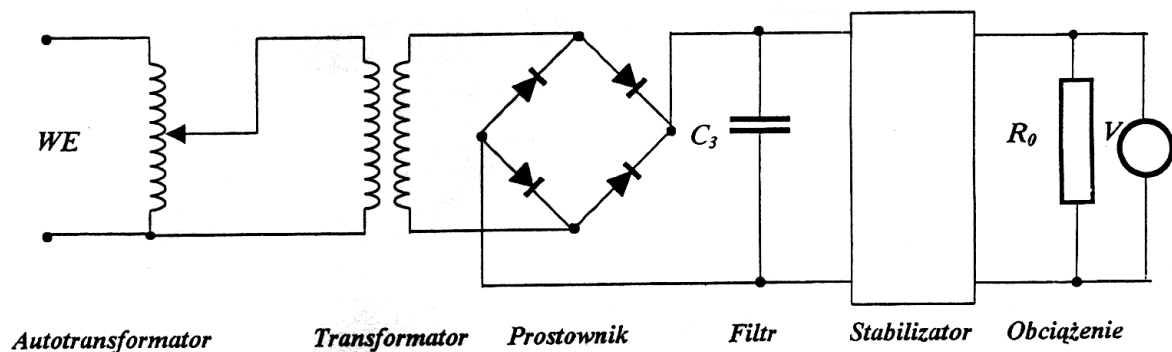 WE
C3
R0
V
Autotransformator Transformator Prostownik Filtr Stabilizator Obciążenie